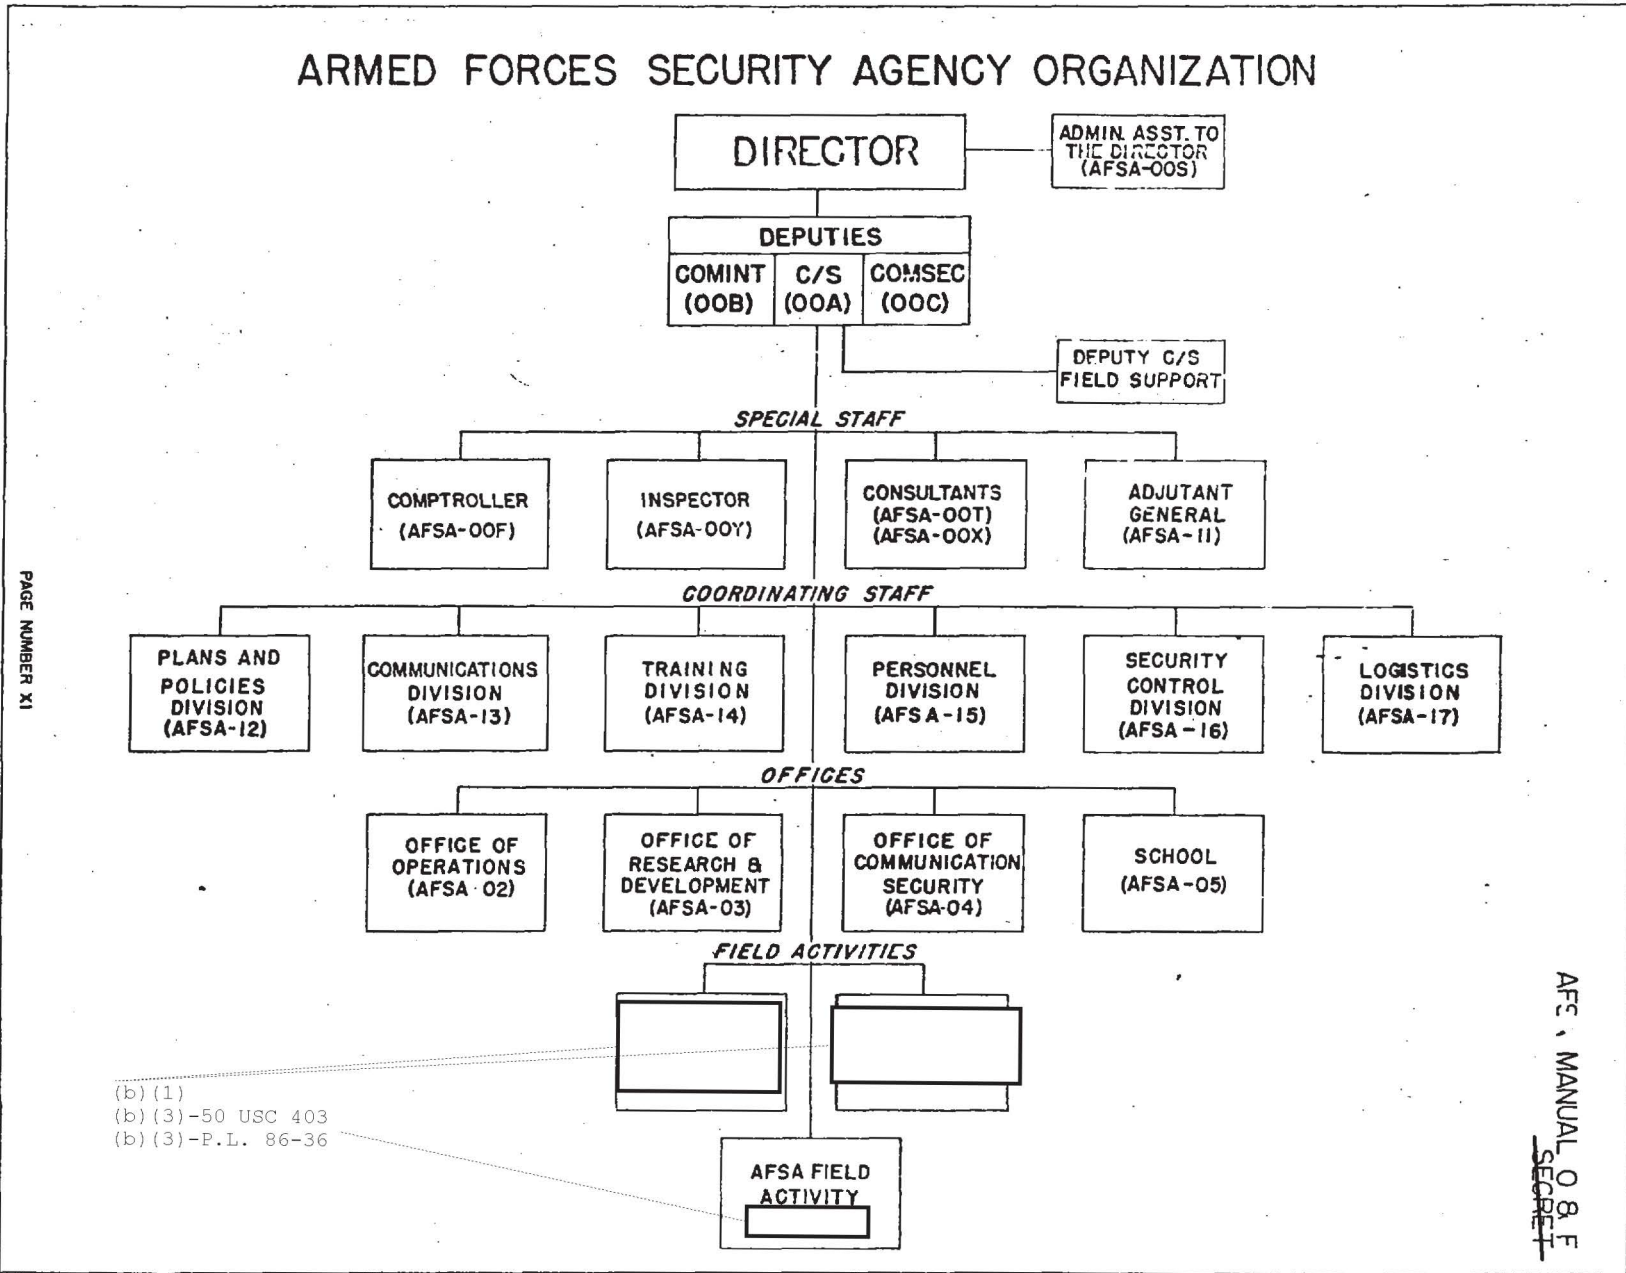 ARMED FORCES SECURITY AGENCY ORGANIZATION
DIRECTOR
ADMIN. ASST. TO
THE DIRECTOR
(AFSA-00S)
DEPUTIES
COMINT
(00B)
C/S
(00A)
COMSEC
(00C)
DEPUTY C/S
FIELD SUPPORT
SPECIAL STAFF
COMPTROLLER
(AFSA-00F)
INSPECTOR
(AFSA-00Y)
CONSULTANTS
(AFSA-00T)
(AFSA-00X)
ADJUTANT
GENERAL
(AFSA-11)
COORDINATING STAFF
PLANS AND
POLICIES
DIVISION
(AFSA-12)
COMMUNICATIONS
DIVISION
(AFSA-13)
TRAINING
DIVISION
(AFSA-14)
PERSONNEL
DIVISION
(AFSA-15)
SECURITY
CONTROL
DIVISION
(AFSA-16)
LOGISTICS
DIVISION
(AFSA-17)
OFFICES
OFFICE OF
OPERATIONS
(AFSA-02)
OFFICE OF
RESEARCH &
DEVELOPMENT
(AFSA-03)
OFFICE OF
COMMUNICATION
SECURITY
(AFSA-04)
SCHOOL
(AFSA-05)
FIELD ACTIVITIES
AFSA FIELD
ACTIVITY
(b)(1)
(b)(3)-50 USC 403
(b)(3)-P.L. 86-36
PAGE NUMBER XI
MANUAL O & F
SECRET